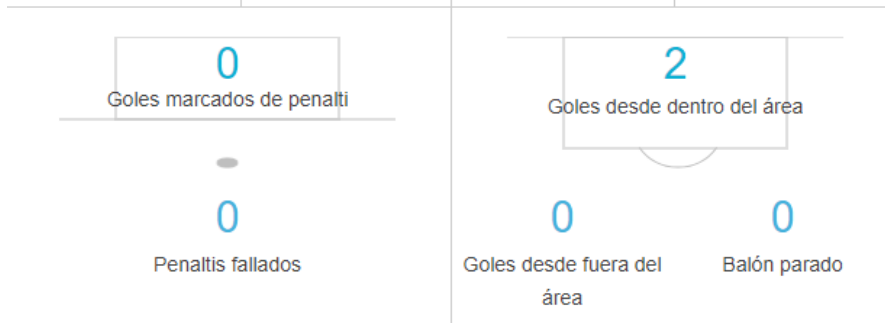 0
Goles marcados de penalti
0
Penaltis fallados
2
Goles desde dentro del área
0
Goles desde fuera del
área
0
Balón parado